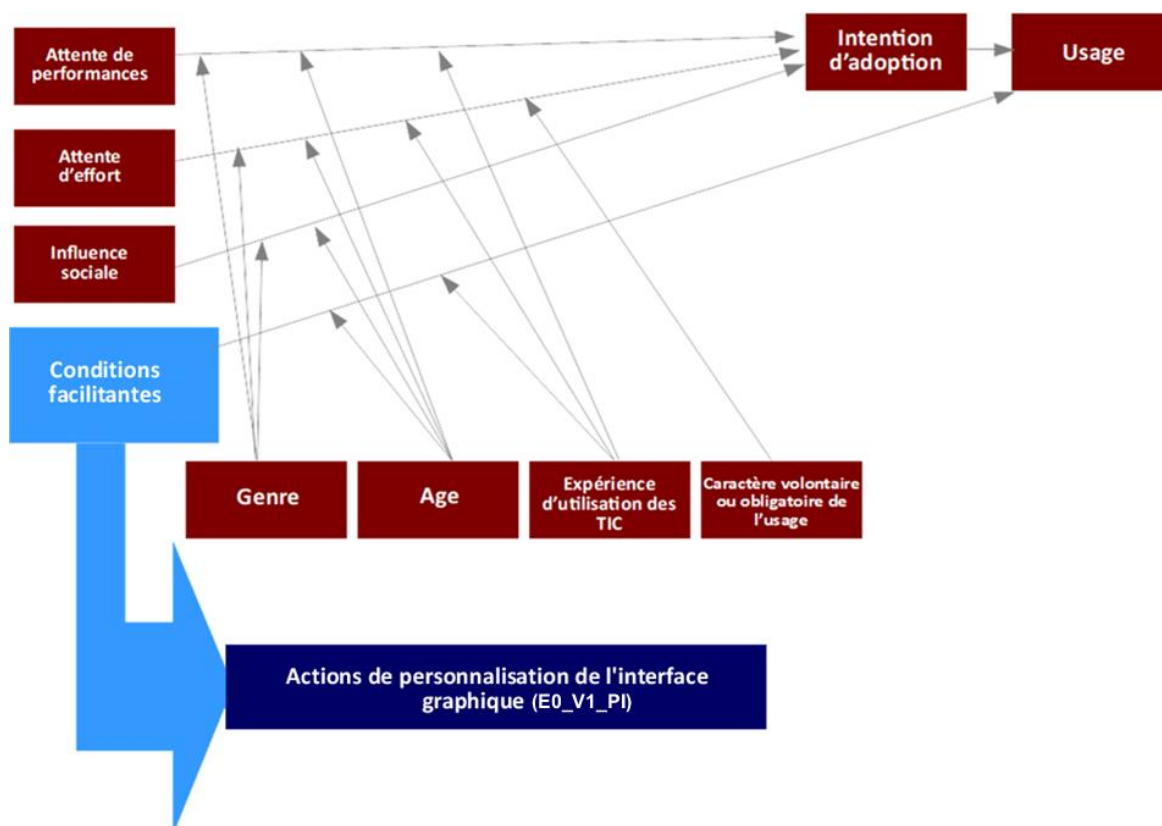 Attente de
performances
Intention
d'adoption
Usage
Attente
d'effort
Influence
sociale
Conditions
facilitantes
Genre
Age
Expérience
d'utilisation des
TIC
Caractère volontaire
ou obligatoire de
l'usage
Actions de personnalisation de l'interface
graphique (E0_V1_PI)